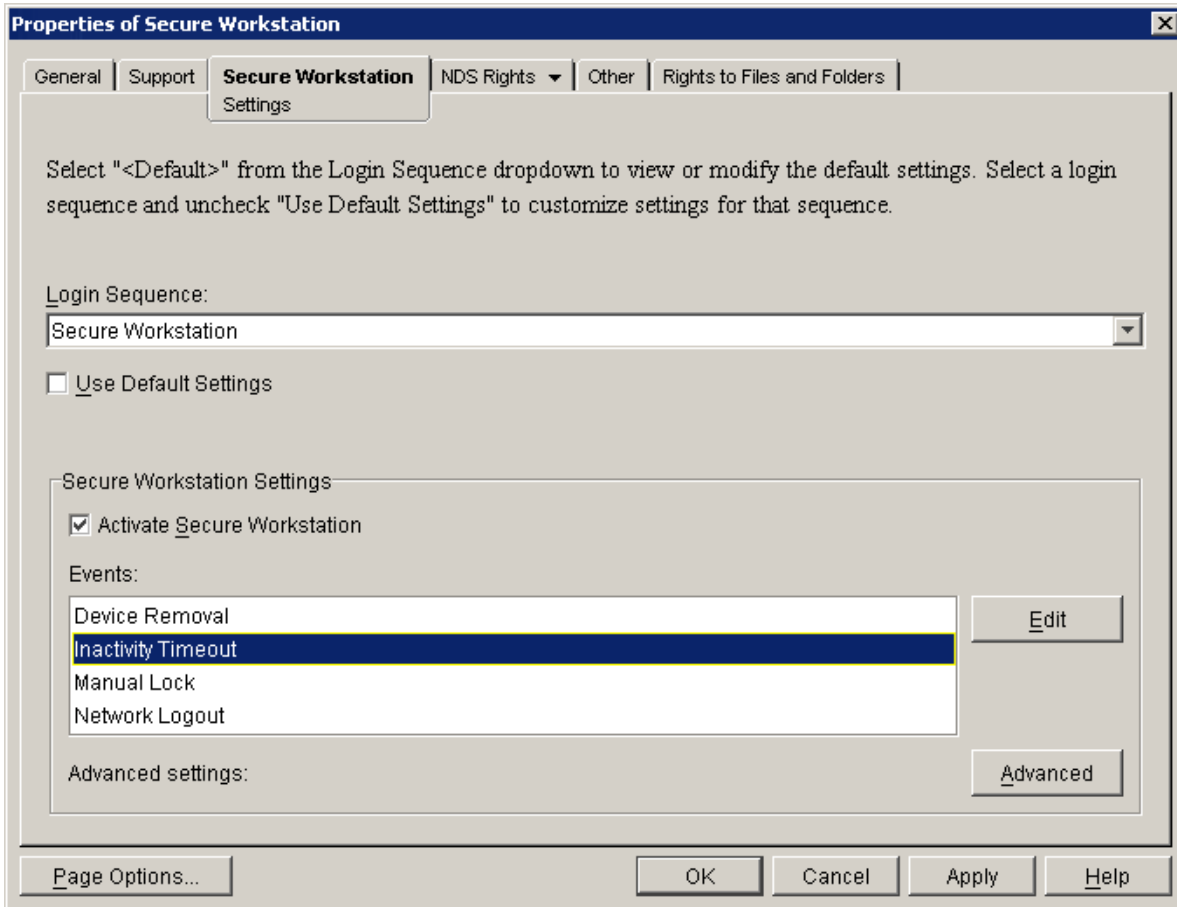 Properties of Secure Workstation
General Support Secure Workstation NDS Rights Other Rights to Files and Folders
Settings
Select "<Default>" from the Login Sequence dropdown to view or modify the default settings. Select a login
sequence and uncheck "Use Default Settings" to customize settings for that sequence.
Login Sequence:
Secure Workstation
Use Default Settings
Secure Workstation Settings
Activate Secure Workstation
Events:
Device Removal
Edit
Inactivity Timeout
Manual Lock
Network Logout
Advanced settings:
Advanced
Page Options... OK Cancel Apply Help